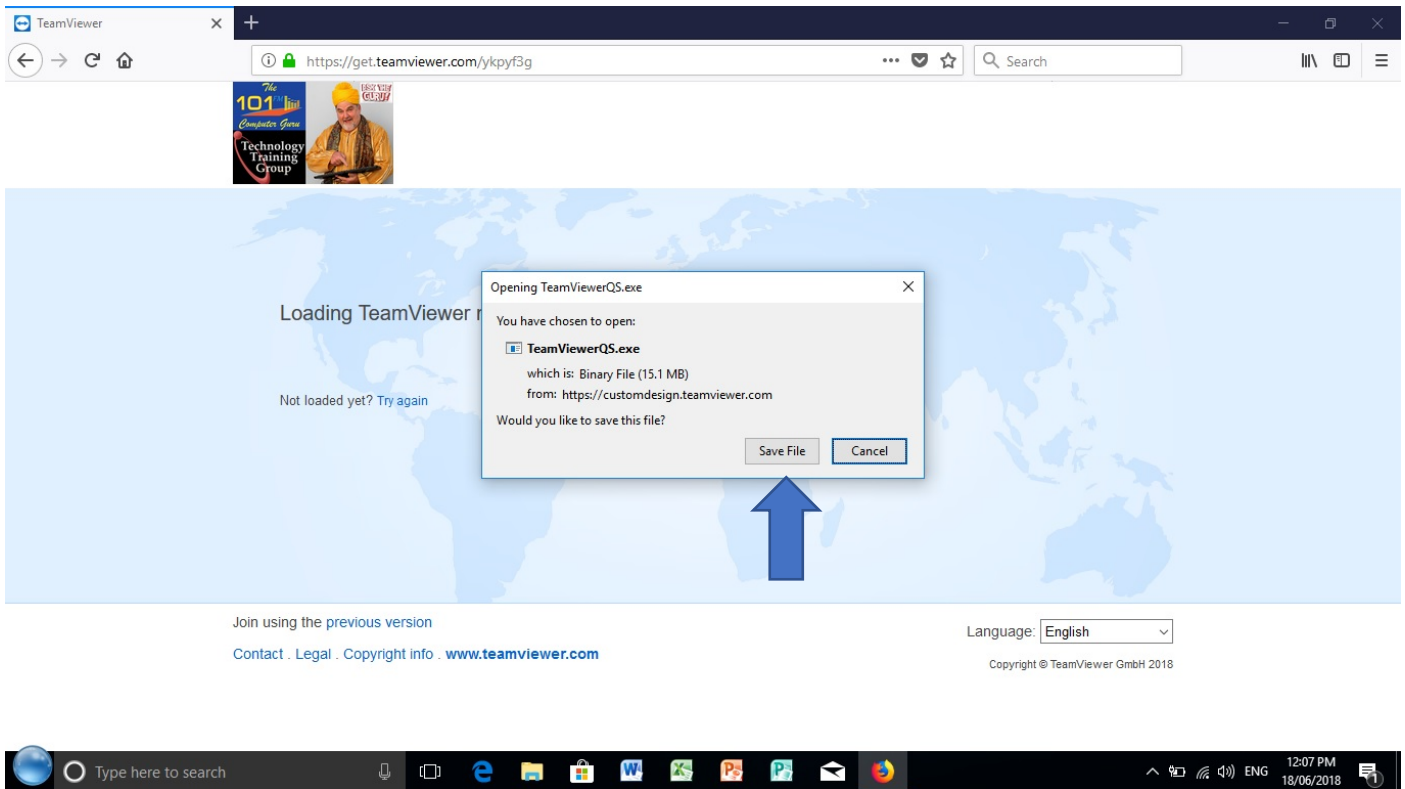 TeamViewer
https://get.teamviewer.com/ykpyf3g
Search
The
101
Computer Guru
Technology
Training
Group
ASK THE
GURU!
Loading TeamViewer
Not loaded yet? Try again
Opening TeamViewerQS.exe
You have chosen to open:
TeamViewerQS.exe
which is: Binary File (15.1 MB)
from: https://customdesign.teamviewer.com
Would you like to save this file?
Save File Cancel
Join using the previous version
Contact . Legal . Copyright info . www.teamviewer.com
Language: English
Copyright © TeamViewer GmbH 2018
Type here to search
ENG
12:07 PM
18/06/2018